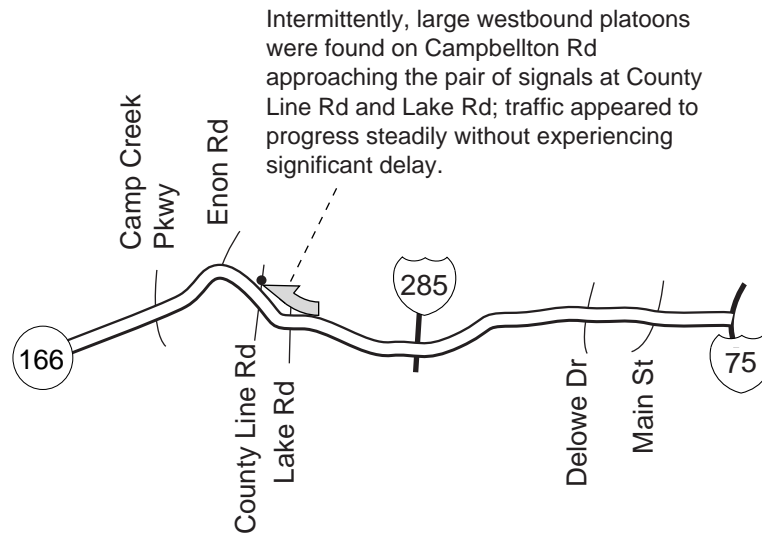 Intermittently, large westbound platoons
were found on Campbellton Rd
approaching the pair of signals at County
Line Rd and Lake Rd; traffic appeared to
progress steadily without experiencing
significant delay.
Camp Creek
Pkwy
Enon Rd
285
166
75
County Line Rd
Lake Rd
Delowe Dr
Main St